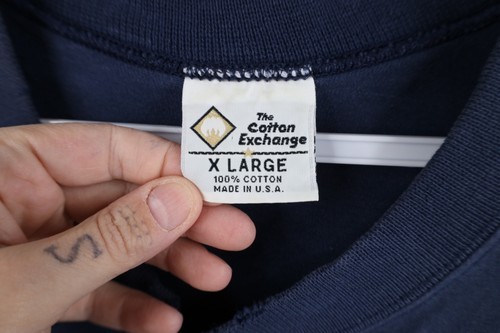 The
Cotton
Exchange
X LARGE
100% COTTON
MADE IN U.S.A.
S